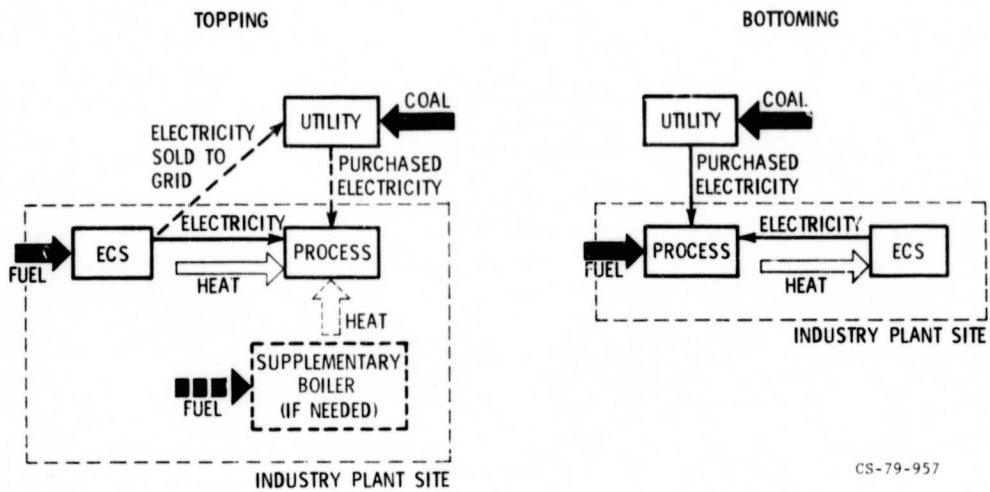 TOPPING
COAL
UTILITY
ELECTRICITY
SOLD TO
GRID
PURCHASED
ELECTRICITY
ELECTRICITY
ECS
PROCESS
FUEL
HEAT
HEAT
SUPPLEMENTARY
BOILER
(IF NEEDED)
FUEL
INDUSTRY PLANT SITE
BOTTOMING
COAL
UTILITY
PURCHASED
ELECTRICITY
ELECTRICITY
PROCESS
ECS
FUEL
HEAT
INDUSTRY PLANT SITE
CS-79-957